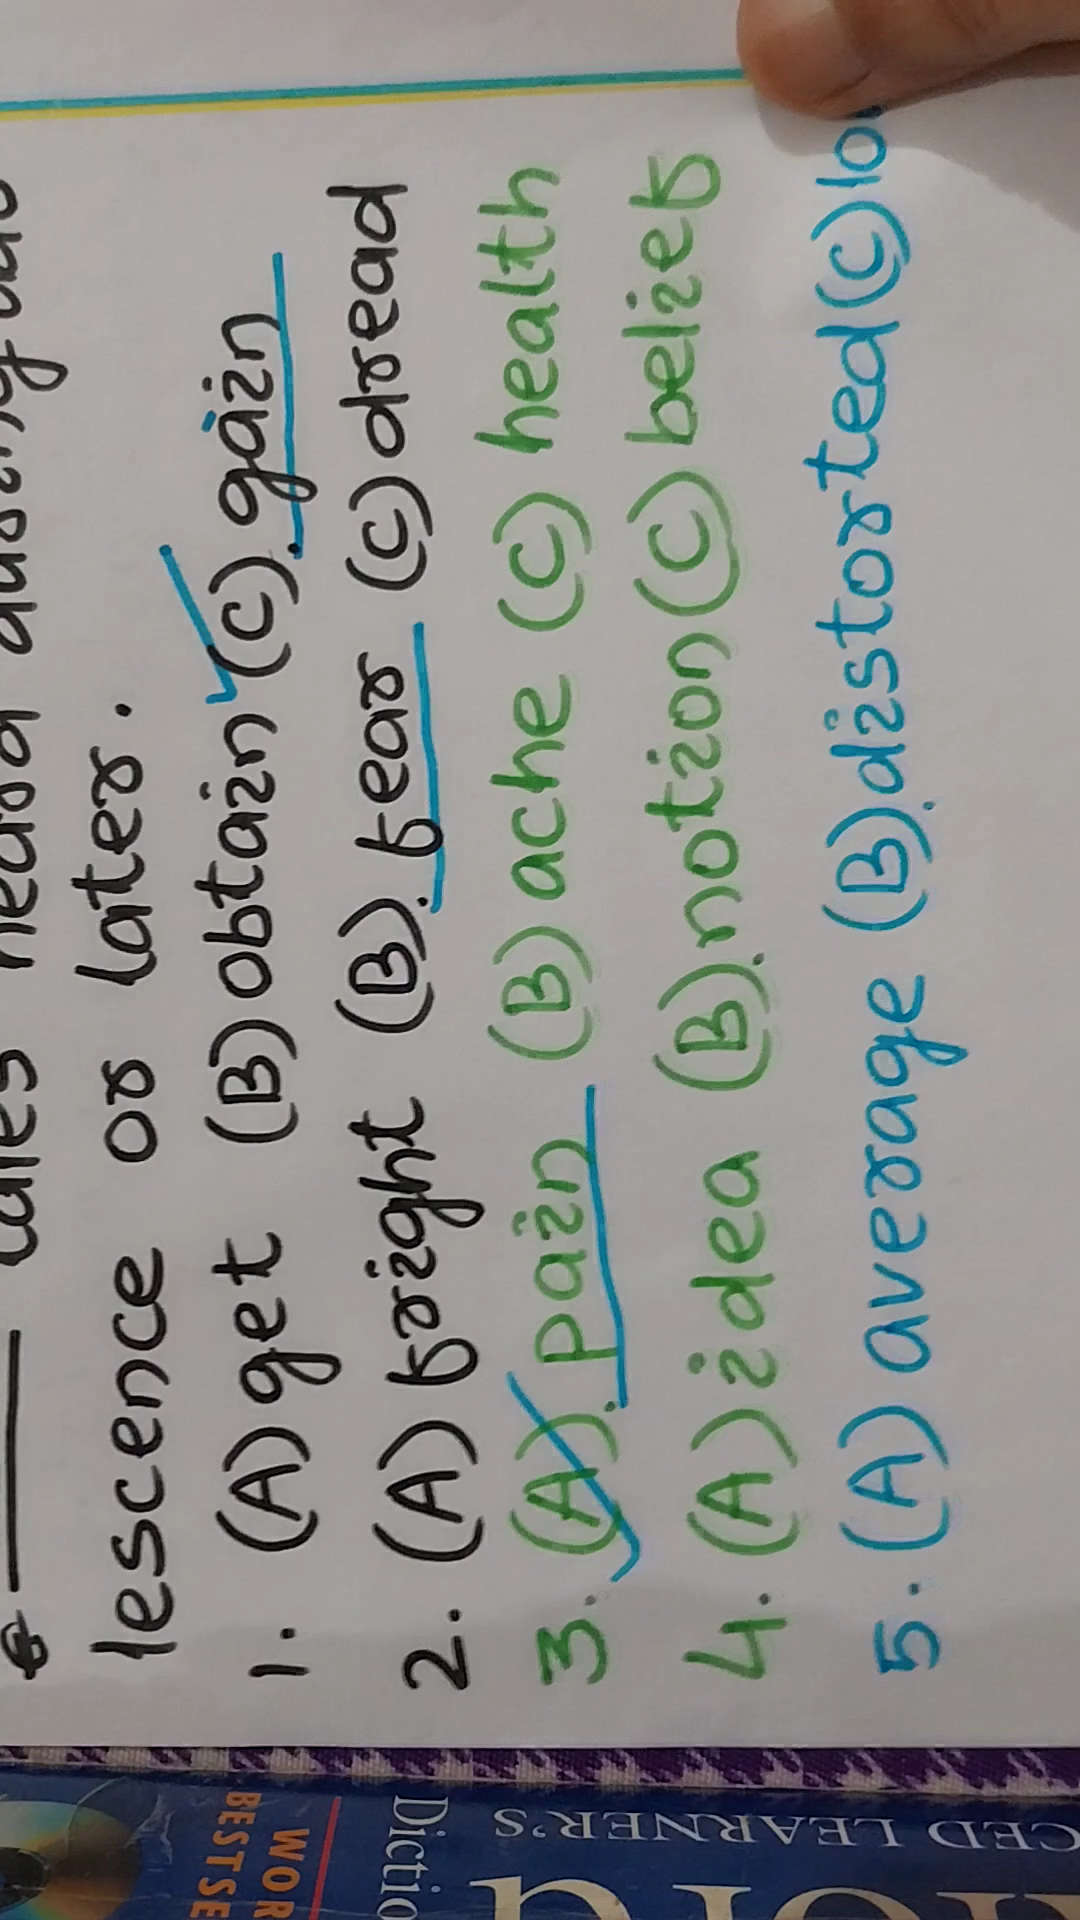 lescence or later.
1. (A) get (B) obtain (C). gain
2. (A) fright (B). fear (C) dread
3. (A). pain (B) ache (C) health
4. (A) idea (B). notion (C) belief
5. (A) average (B). distorted (C)
BESTSE
WOR
Dictio
CED LEARNER'S